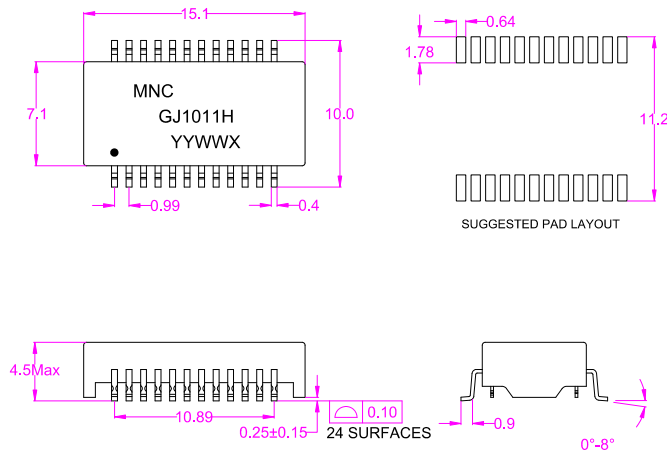 15.1
0.64
1.78
MNC
GJ1011H
YYWWX
7.1
10.0
11.2
0.99
0.4
SUGGESTED PAD LAYOUT
4.5Max
10.89
0.25±0.15
0.10
24 SURFACES
0.9
0°-8°